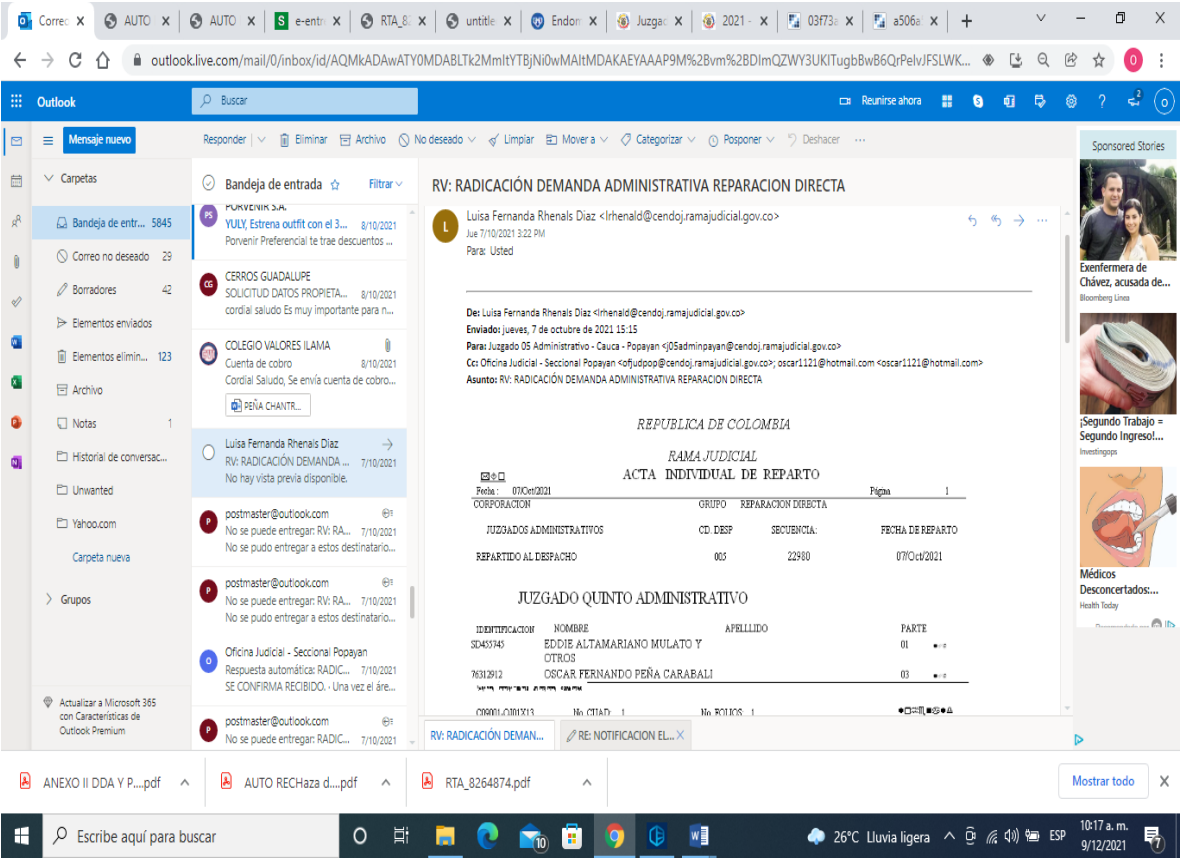 Correc
AUTO
AUTO
e-entr
RTA_82
untitle
Endom
Juzgac
2021 -
03f73a
a506a
outlook.live.com/mail/0/inbox/id/AQMkADAwATY0MDABLTk2MmItYTBjNi0wMAItMDAKAEYAAAP9M%2Bvm%2BDImQZWY3UKITugbBwB6QrPelvJFSLWK...
Outlook
Buscar
Reunirse ahora
2
Mensaje nuevo
Responder
Eliminar
Archivo
No deseado
Limpiar
Mover a
Categorizar
Posponer
Deshacer
Carpetas
Bandeja de entr... 5845
Correo no deseado 29
Borradores 42
Elementos enviados
Elementos elimin... 123
Archivo
Notas 1
Historial de conversac...
Unwanted
Yahoo.com
Carpeta nueva
Grupos
Actualizar a Microsoft 365
con Características de
Outlook Premium
Bandeja de entrada
Filtrar
PORVENIR S.A.
PS
YULY, Estrena outfit con el 3... 8/10/2021
Porvenir Preferencial te trae descuentos ...
CG
CERROS GUADALUPE
SOLICITUD DATOS PROPIETA... 8/10/2021
cordial saludo Es muy importante para n...
COLEGIO VALORES ILAMA
Cuenta de cobro 8/10/2021
Cordial Saludo, Se envía cuenta de cobro...
PEÑA CHANTR...
Luisa Fernanda Rhenals Diaz
RV: RADICACIÓN DEMANDA ... 7/10/2021
No hay vista previa disponible.
P
postmaster@outlook.com
No se puede entregar: RV: RA... 7/10/2021
No se pudo entregar a estos destinatario...
P
postmaster@outlook.com
No se puede entregar: RV: RA... 7/10/2021
No se pudo entregar a estos destinatario...
O
Oficina Judicial - Seccional Popayan
Respuesta automática: RADIC... 7/10/2021
SE CONFIRMA RECIBIDO. · Una vez el áre...
P
postmaster@outlook.com
No se puede entregar: RADIC... 7/10/2021
RV: RADICACIÓN DEMANDA ADMINISTRATIVA REPARACION DIRECTA
L
Luisa Fernanda Rhenals Diaz <lrhenald@cendoj.ramajudicial.gov.co>
Jue 7/10/2021 3:22 PM
Para: Usted
De: Luisa Fernanda Rhenals Diaz <lrhenald@cendoj.ramajudicial.gov.co>
Enviado: jueves, 7 de octubre de 2021 15:15
Para: Juzgado 05 Administrativo - Cauca - Popayan <j05adminpayan@cendoj.ramajudicial.gov.co>
Cc: Oficina Judicial - Seccional Popayan <ofjudpop@cendoj.ramajudicial.gov.co>; oscar1121@hotmail.com <oscar1121@hotmail.com>
Asunto: RV: RADICACIÓN DEMANDA ADMINISTRATIVA REPARACION DIRECTA
REPUBLICA DE COLOMBIA
RAMA JUDICIAL
ACTA INDIVIDUAL DE REPARTO
Fecha : 07/Oct/2021
Página 1
CORPORACION GRUPO REPARACION DIRECTA
JUZGADOS ADMINISTRATIVOS CD. DESP SECUENCIA: FECHA DE REPARTO
REPARTIDO AL DESPACHO 005 22980 07/Oct/2021
JUZGADO QUINTO ADMINISTRATIVO
IDENTIFICACION NOMBRE APELLLIDO PARTE
SD455745 EDDIE ALTAMARIANO MULATO Y 01
OTROS
76312912 OSCAR FERNANDO PEÑA CARABALI 03
C09001-OJ01X13 No. CUAD: 1 No. FOLIOS 1
RV: RADICACIÓN DEMAN...
RE: NOTIFICACION EL...
Sponsored Stories
Exenfermera de
Chávez, acusada de...
Bloomberg Linea
¡Segundo Trabajo =
Segundo Ingreso!...
Investingops
Médicos
Desconcertados:...
Health Today
ANEXO II DDA Y P....pdf
AUTO RECHaza d....pdf
RTA_8264874.pdf
Mostrar todo
Escribe aquí para buscar
10
26°C Lluvia ligera
ESP
10:17 a. m.
9/12/2021
7